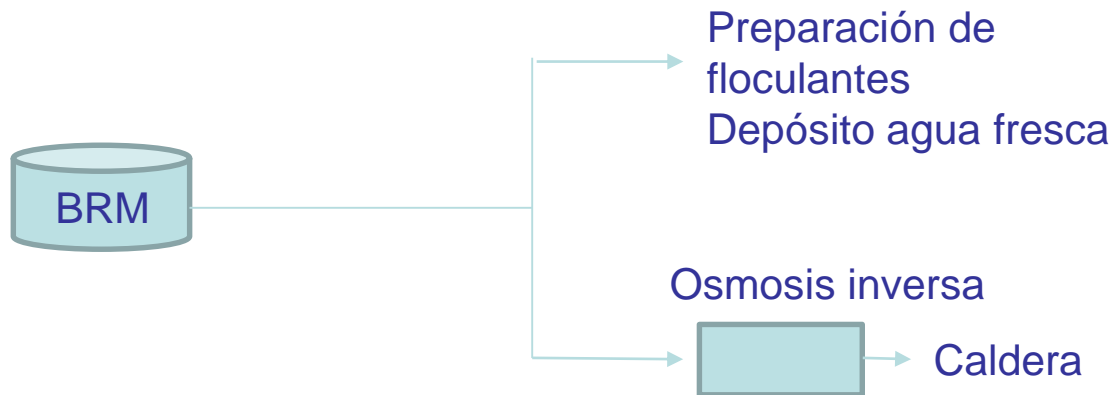 Preparación de
floculantes
Depósito agua fresca
BRM
Osmosis inversa
Caldera